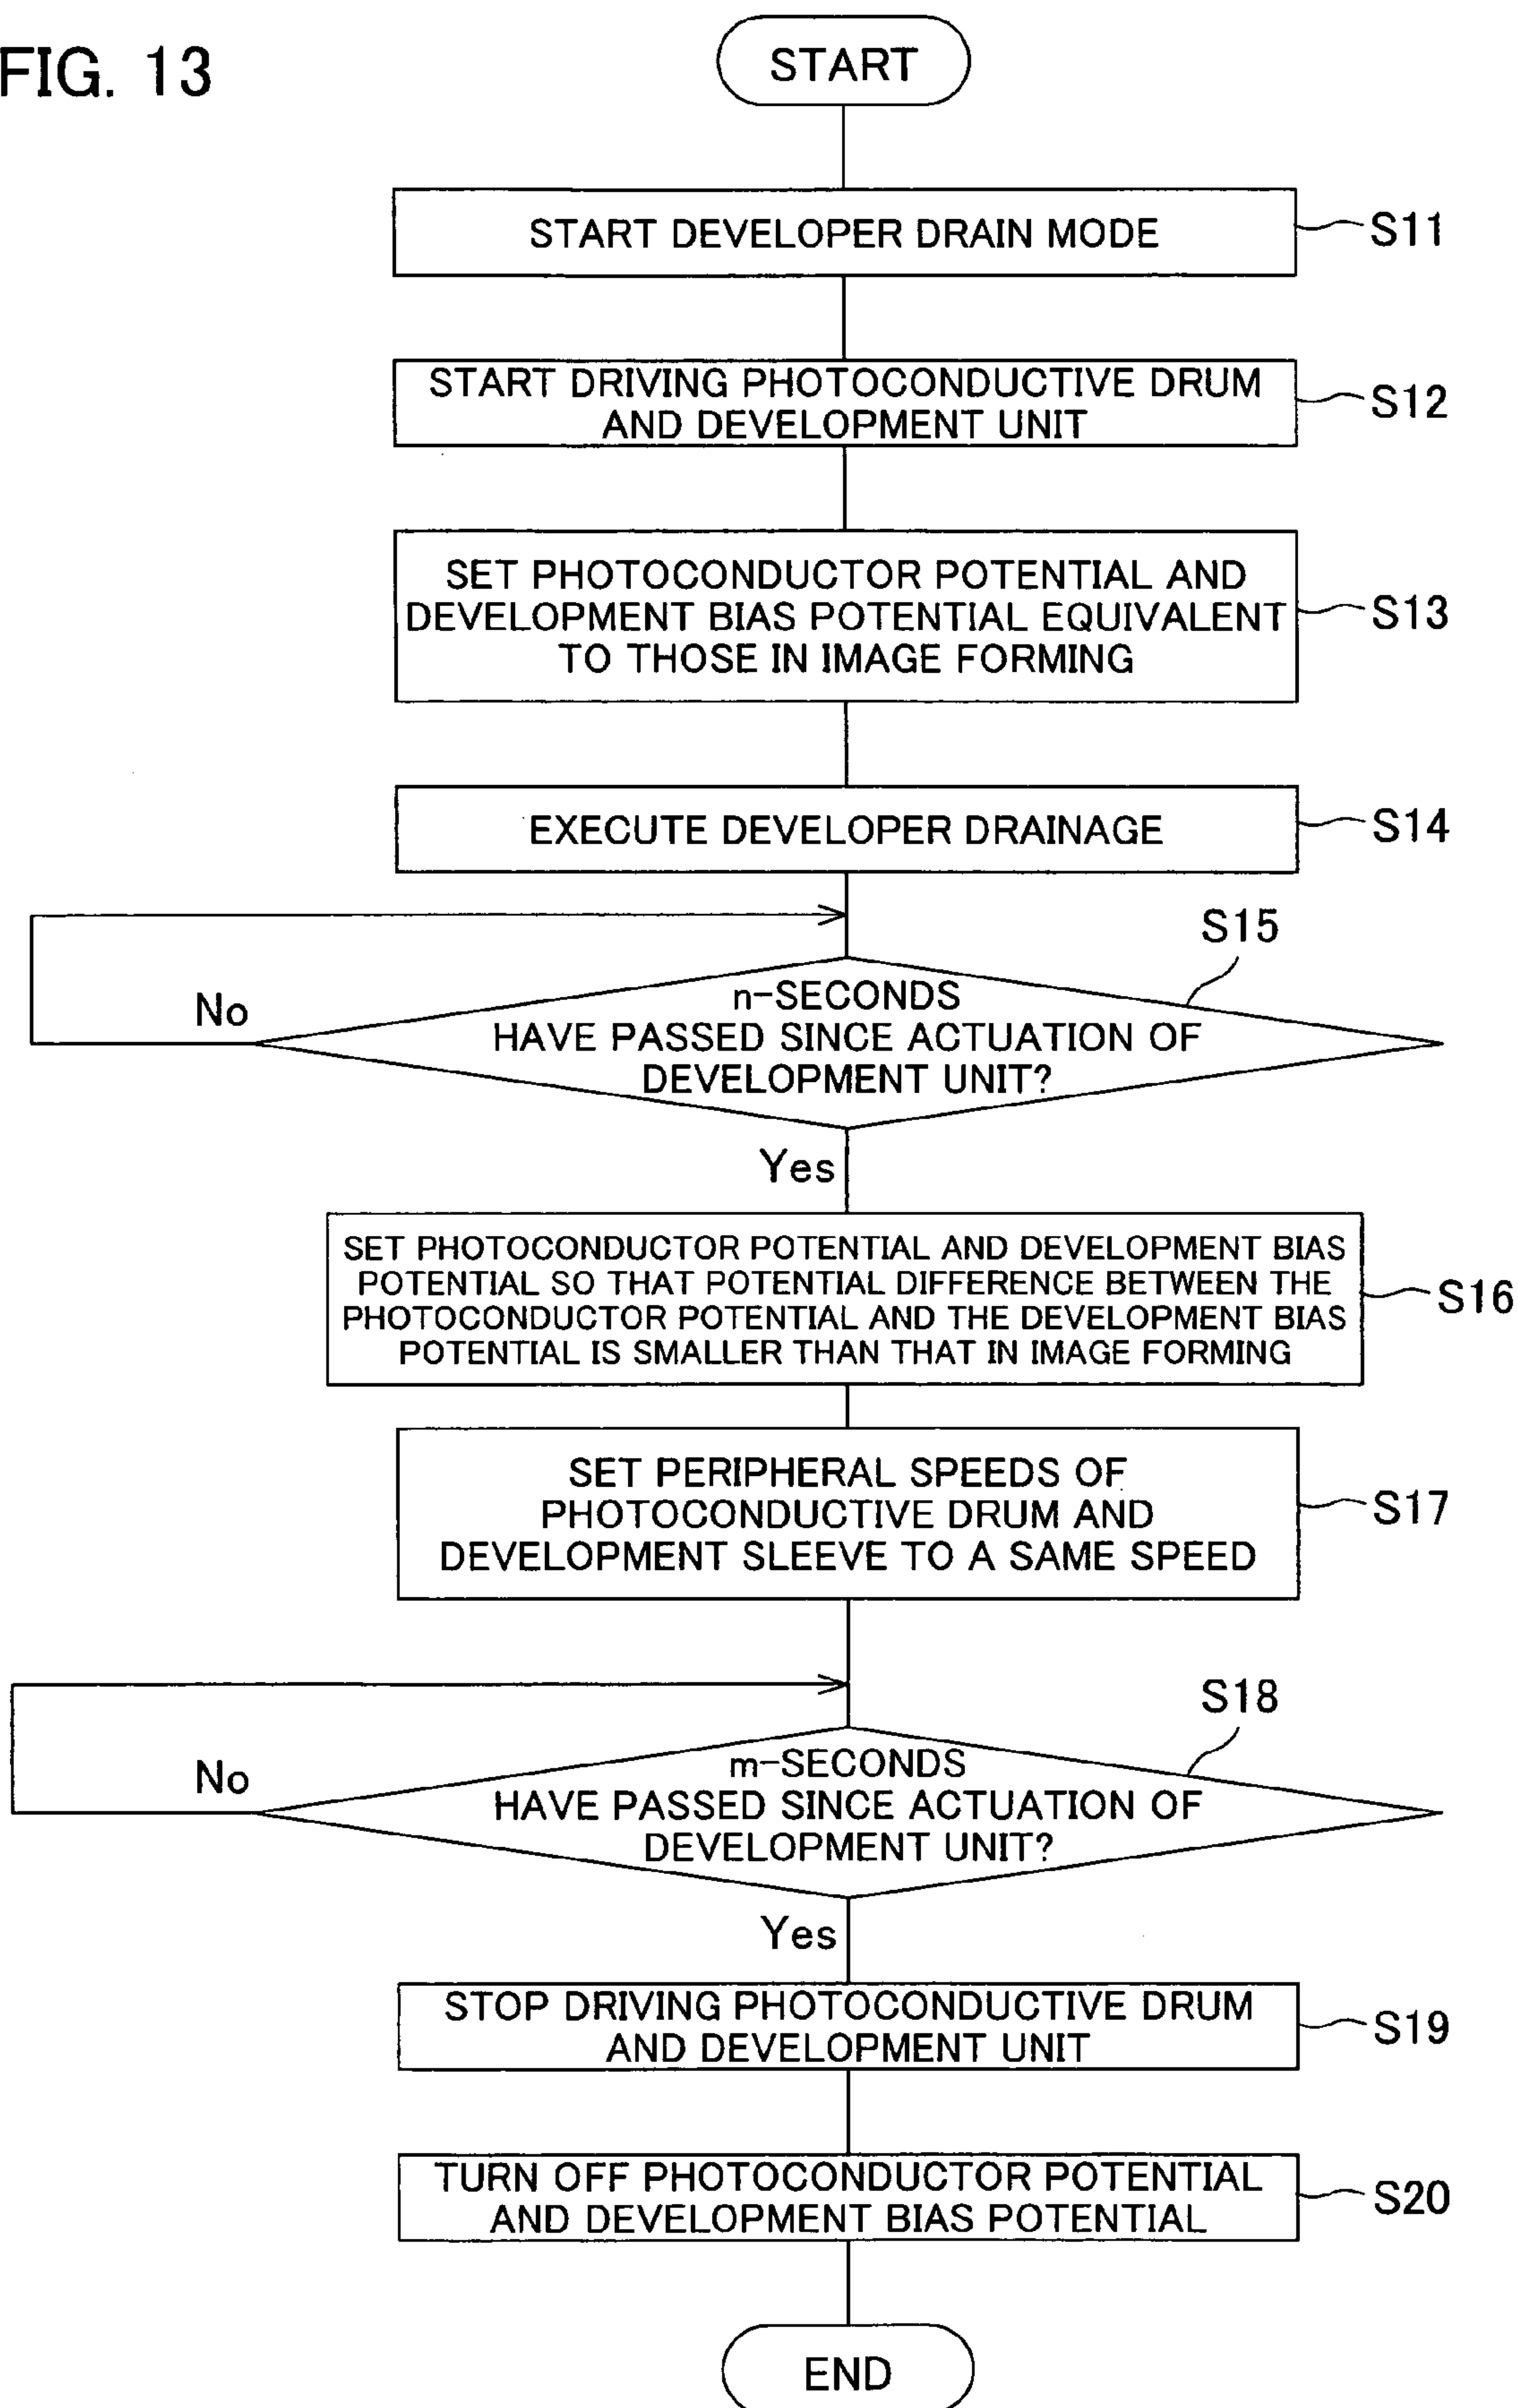 FIG. 13
START
START DEVELOPER DRAIN MODE
S11
START DRIVING PHOTOCONDUCTIVE DRUM
AND DEVELOPMENT UNIT
S12
SET PHOTOCONDUCTOR POTENTIAL AND
DEVELOPMENT BIAS POTENTIAL EQUIVALENT
TO THOSE IN IMAGE FORMING
S13
EXECUTE DEVELOPER DRAINAGE
S14
S15
n-SECONDS
HAVE PASSED SINCE ACTUATION OF
DEVELOPMENT UNIT?
No
Yes
SET PHOTOCONDUCTOR POTENTIAL AND DEVELOPMENT BIAS
POTENTIAL SO THAT POTENTIAL DIFFERENCE BETWEEN THE
PHOTOCONDUCTOR POTENTIAL AND THE DEVELOPMENT BIAS
POTENTIAL IS SMALLER THAN THAT IN IMAGE FORMING
S16
SET PERIPHERAL SPEEDS OF
PHOTOCONDUCTIVE DRUM AND
DEVELOPMENT SLEEVE TO A SAME SPEED
S17
S18
m-SECONDS
HAVE PASSED SINCE ACTUATION OF
DEVELOPMENT UNIT?
No
Yes
STOP DRIVING PHOTOCONDUCTIVE DRUM
AND DEVELOPMENT UNIT
S19
TURN OFF PHOTOCONDUCTOR POTENTIAL
AND DEVELOPMENT BIAS POTENTIAL
S20
END